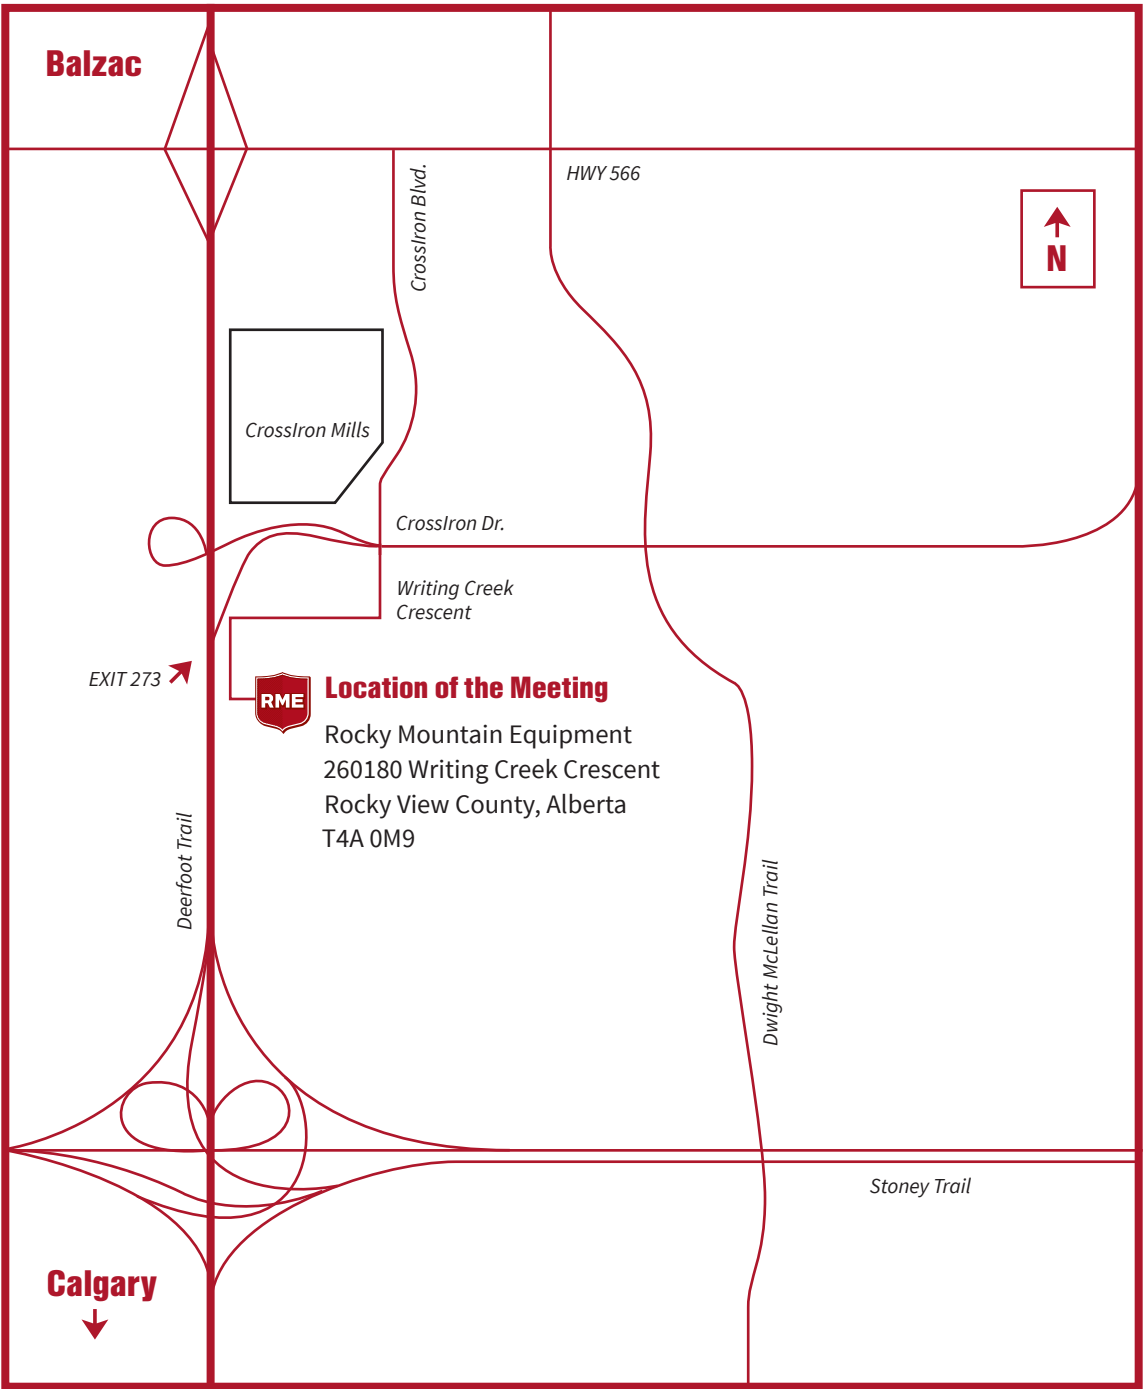 Balzac
HWY 566
CrossIron Blvd.
N
CrossIron Mills
CrossIron Dr.
Writing Creek
Crescent
EXIT 273
RME
Location of the Meeting
Rocky Mountain Equipment
260180 Writing Creek Crescent
Rocky View County, Alberta
T4A 0M9
Deerfoot Trail
Dwight McLellan Trail
Stoney Trail
Calgary